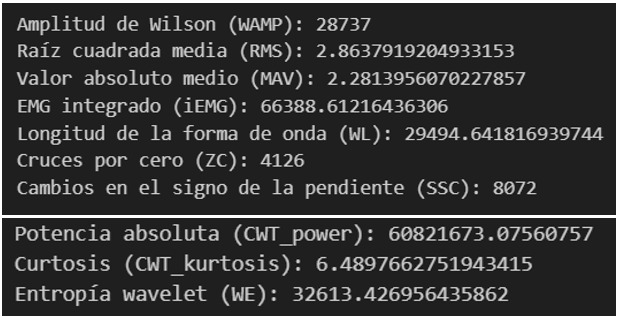 Amplitud de Wilson (WAMP): 28737
Raíz cuadrada media (RMS): 2.8637919204933153
Valor absoluto medio (MAV): 2.2813956070227857
EMG integrado (iEMG): 66388.61216436306
Longitud de la forma de onda (WL): 29494.641816939744
Cruces por cero (ZC): 4126
Cambios en el signo de la pendiente (SSC): 8072
Potencia absoluta (CWT_power): 60821673.07560757
Curtosis (CWT_kurtosis): 6.4897662751943415
Entropía wavelet (WE): 32613.426956435862